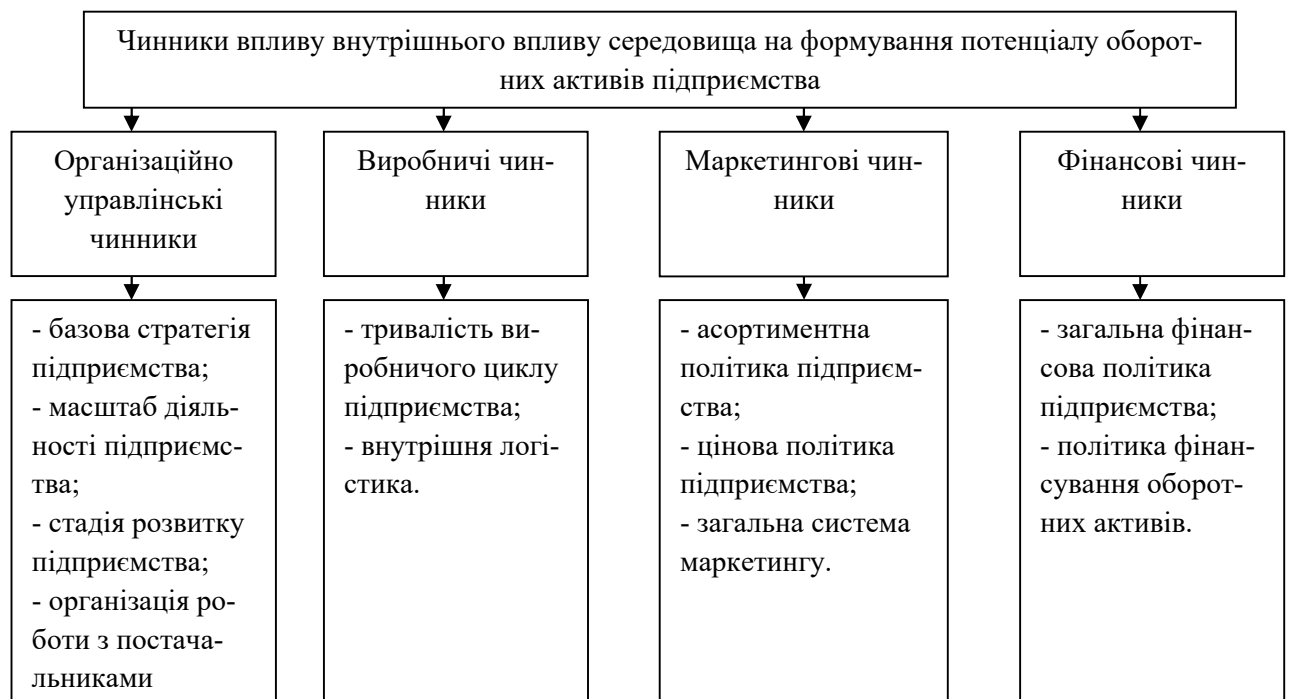 Чинники впливу внутрішнього впливу середовища на формування потенціалу оборот-
них активів підприємства
Організаційно
управлінські
чинники
Виробничі чин-
ники
Маркетингові чин-
ники
Фінансові чин-
ники
- базова стратегія
підприємства;
- масштаб діяль-
ності підприємс-
тва;
- стадія розвитку
підприємства;
- організація ро-
боти з постача-
льниками
- тривалість ви-
робничого циклу
підприємства;
- внутрішня логі-
стика.
- асортиментна
політика підприєм-
ства;
- цінова політика
підприємства;
- загальна система
маркетингу.
- загальна фінан-
сова політика
підприємства;
- політика фінан-
сування оборот-
них активів.